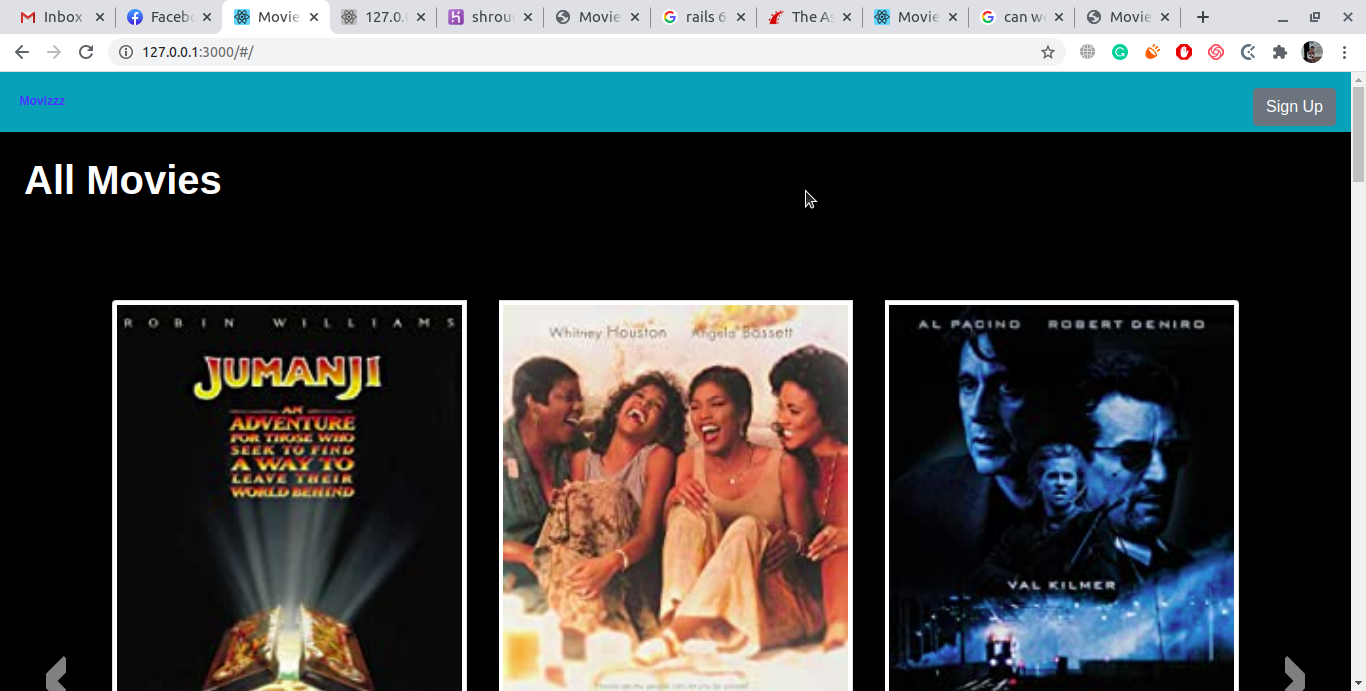 Inbox
Faceb
Movie
127.0.
shrou
Movie
rails 6
The As
Movie
can w
Movie
127.0.0.1:3000/#/
Movizzz
Sign Up
All Movies
ROBIN WILLIAMS
JUMANJI
AN
ADVENTURE
FOR THOSE WHO
SEEK TO FIND
A WAY TO
LEAVE THEIR
WORLD BEHIND
Whitney Houston Angela Bassett
AL PACINO ROBERT DENIRO
VAL KILMER